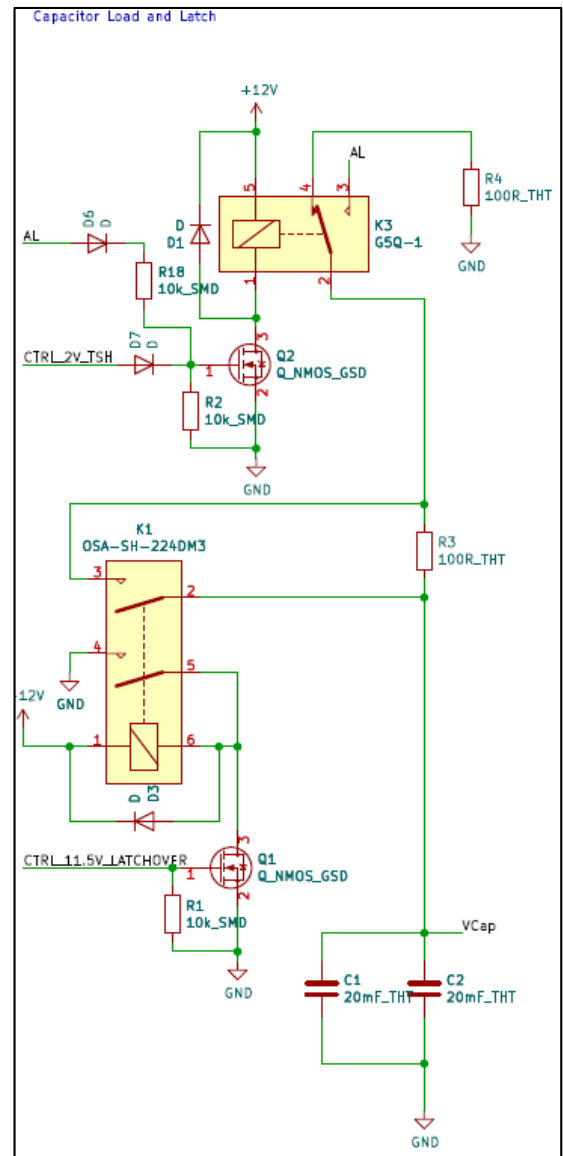 Capacitor Load and Latch
+12V
AL
5
4
3
R4
100R_THT
D
D1
K3
G5Q-1
GND
D6
D
AL
R18
10k_SMD
1
2
D7
D
CTRL_2V_TSH
3
Q2
Q_NMOS_GSD
1
2
R2
10k_SMD
GND
K1
OSA-SH-224DM3
R3
100R_THT
3
2
4
5
GND
-12V
1
6
D
D3
CTRL_11.5V_LATCHOVER
3
Q1
Q_NMOS_GSD
1
2
R1
10k_SMD
GND
VCap
C1
20mF_THT
C2
20mF_THT
GND